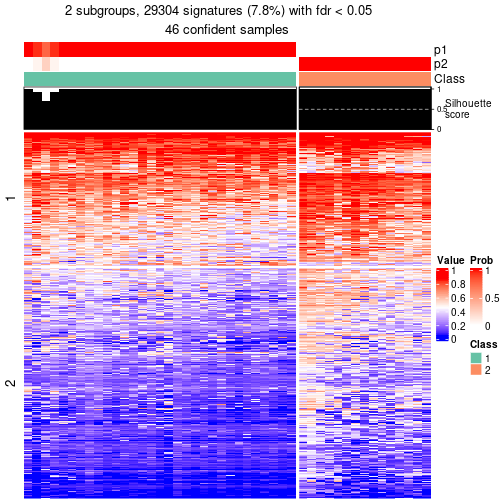 2 subgroups, 29304 signatures (7.8%) with fdr < 0.05
46 confident samples
p1
p2
Class
1
0.5
0
Silhouette
score
1
2
Value
1
0.8
0.6
0.4
0.2
0
Prob
1
0.5
0
Class
1
2